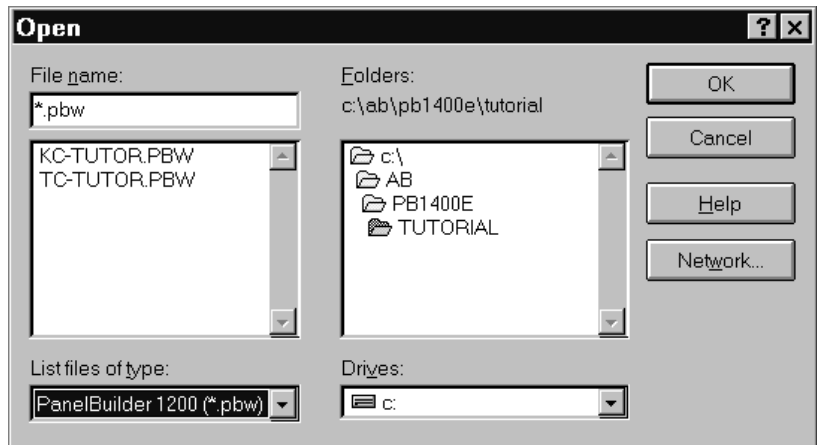 Open
File name:
*.pbw
KC-TUTOR.PBW
TC-TUTOR.PBW
List files of type:
PanelBuilder 1200 (*.pbw)
Folders:
c:\ab\pb1400e\tutorial
c:\
AB
PB1400E
TUTORIAL
Drives:
c:
OK
Cancel
Help
Network...